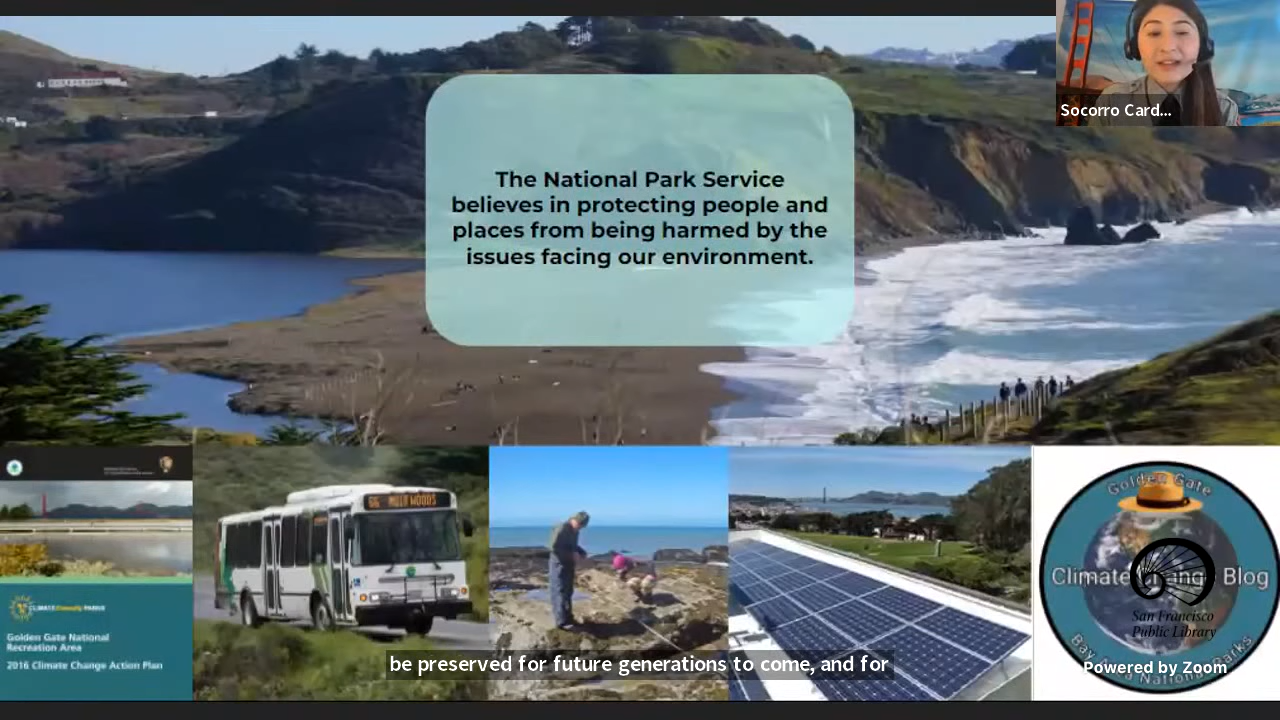 Socorro Card...
The National Park Service
believes in protecting people and
places from being harmed by the
issues facing our environment.
CLIMATE Friendly PARKS
Golden Gate National
Recreation Area
2016 Climate Change Action Plan
66 MUIR WOODS
be preserved for future generations to come, and for
Golden Gate
Climate Change Blog
Bay Area National Parks
San Francisco
Public Library
Powered by Zoom